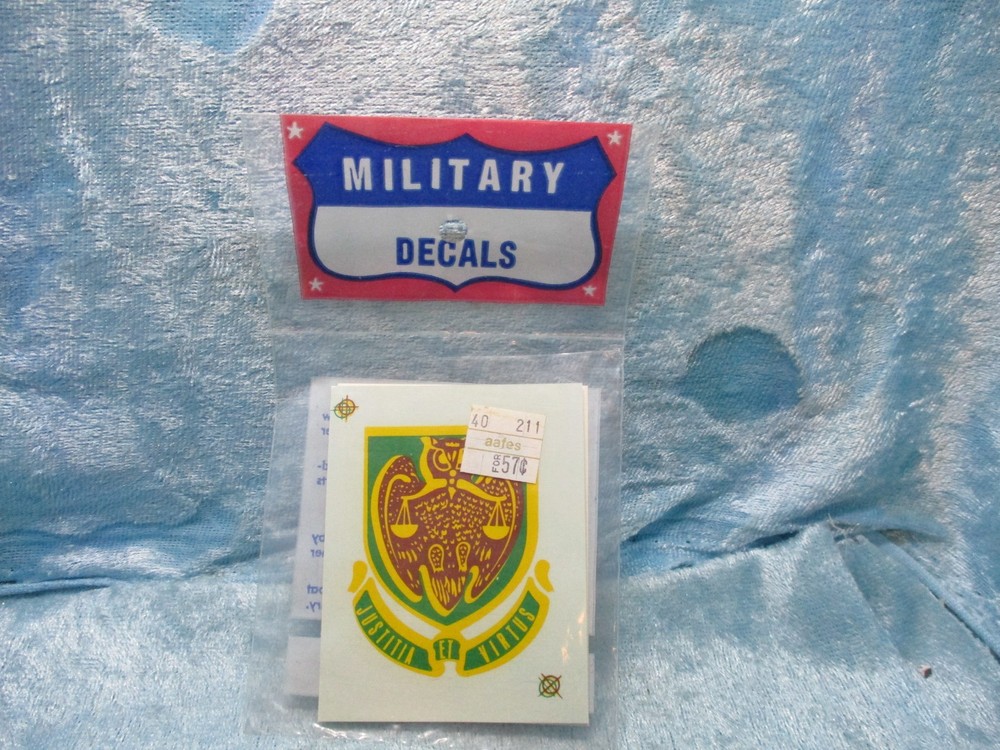 MILITARY
DECALS
40 211
aafes
FOR 57¢
JUSTITIA ET VIRTUS